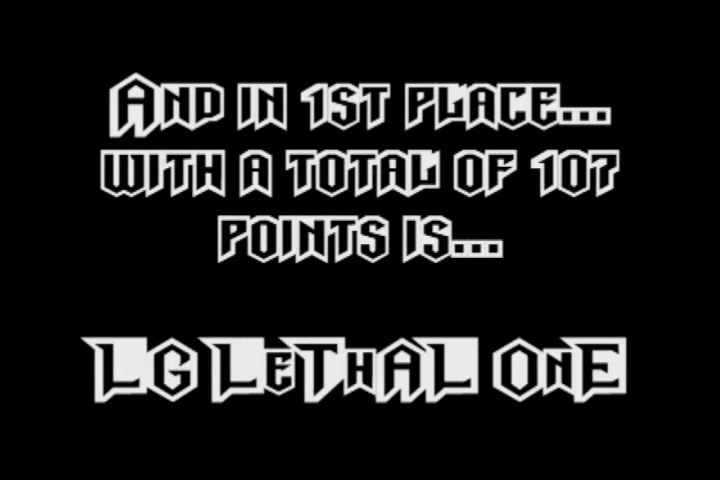 And in 1st place...
with a total of 107
points is...
LG LeThAL OnE